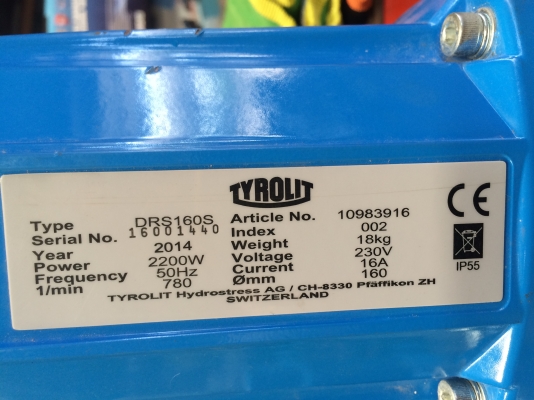 TYROLIT
Type DRS160S Article No. 10983916
Serial No. 16001440 Index 002
Year 2014 Weight 18kg
Power 2200W Voltage 230V
Frequency 50Hz Current 16A
1/min 780 Ømm 160
TYROLIT Hydrostress AG / CH-8330 Pfäffikon ZH
SWITZERLAND
CE
IP55